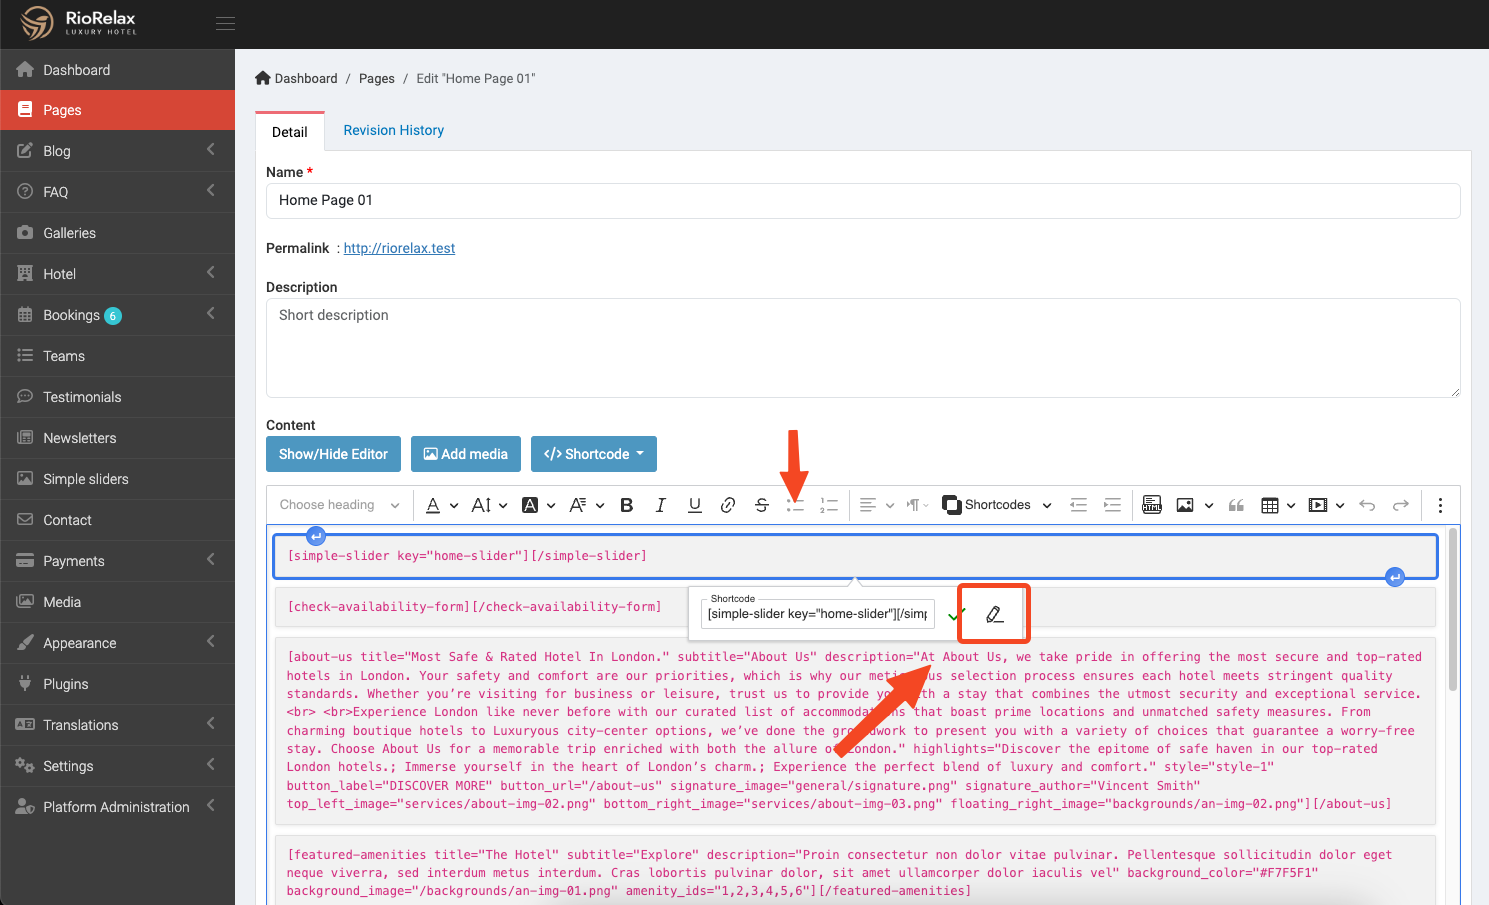 RioRelax
LUXURY HOTEL
Dashboard
Pages
Blog
FAQ
Galleries
Hotel
Bookings 6
Teams
Testimonials
Newsletters
Simple sliders
Contact
Payments
Media
Appearance
Plugins
Translations
Settings
Platform Administration
Dashboard / Pages / Edit "Home Page 01"
Detail
Revision History
Name *
Home Page 01
Permalink : http://riorelax.test
Description
Short description
Content
Show/Hide Editor
Add media
</> Shortcode
Choose heading
Shortcodes
[simple-slider key="home-slider"][/simple-slider]
[check-availability-form][/check-availability-form]
Shortcode
[simple-slider key="home-slider"][/simp
[about-us title="Most Safe & Rated Hotel In London." subtitle="About Us" description="At About Us, we take pride in offering the most secure and top-rated
hotels in London. Your safety and comfort are our priorities, which is why our meticulous selection process ensures each hotel meets stringent quality
standards. Whether you’re visiting for business or leisure, trust us to provide you with a stay that combines the utmost security and exceptional service.
<br> <br>Experience London like never before with our curated list of accommodations that boast prime locations and unmatched safety measures. From
charming boutique hotels to Luxuryous city-center options, we’ve done the groundwork to present you with a variety of choices that guarantee a worry-free
stay. Choose About Us for a memorable trip enriched with both the allure of London." highlights="Discover the epitome of safe haven in our top-rated
London hotels.; Immerse yourself in the heart of London’s charm.; Experience the perfect blend of luxury and comfort." style="style-1"
button_label="DISCOVER MORE" button_url="/about-us" signature_image="general/signature.png" signature_author="Vincent Smith"
top_left_image="services/about-img-02.png" bottom_right_image="services/about-img-03.png" floating_right_image="backgrounds/an-img-02.png"][/about-us]
[featured-amenities title="The Hotel" subtitle="Explore" description="Proin consectetur non dolor vitae pulvinar. Pellentesque sollicitudin dolor eget
neque viverra, sed interdum metus interdum. Cras lobortis pulvinar dolor, sit amet ullamcorper dolor iaculis vel" background_color="#F7F5F1"
background_image="/backgrounds/an-img-01.png" amenity_ids="1,2,3,4,5,6"][/featured-amenities]